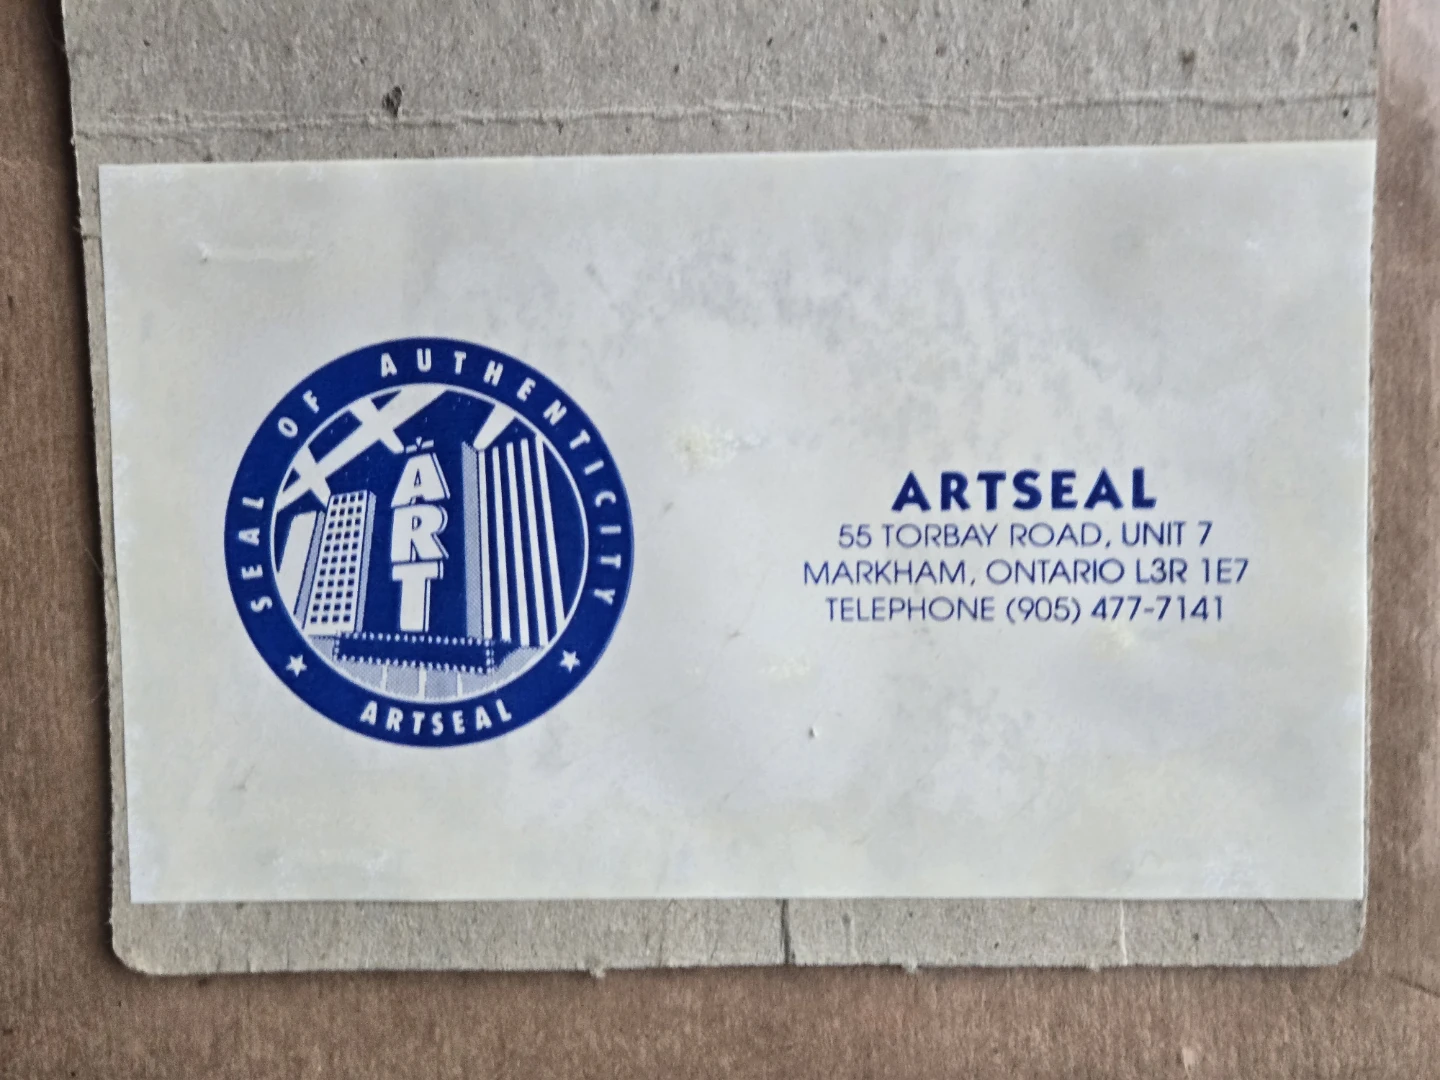 SEAL OF AUTHENTICITY
ART
ARTSEAL
ARTSEAL
55 TORBAY ROAD, UNIT 7
MARKHAM, ONTARIO L3R 1E7
TELEPHONE (905) 477-7141